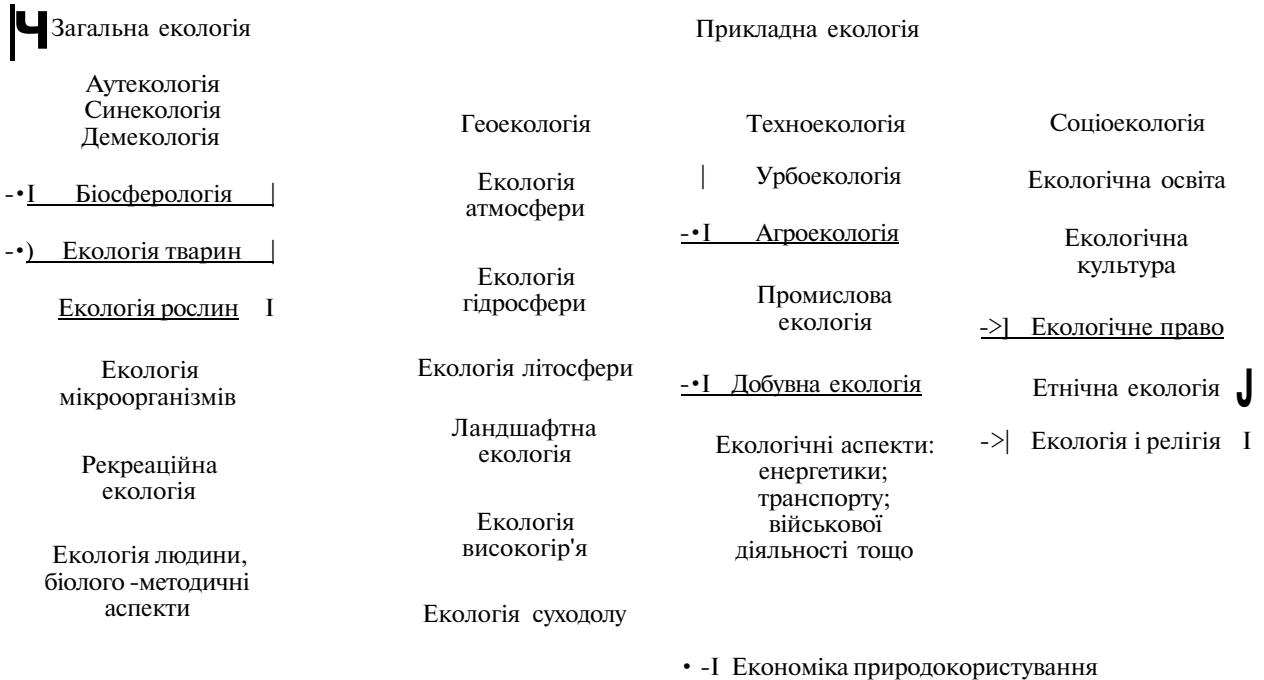 Загальна екологія
Прикладна екологія
Аутекологія
Синекологія
Демекологія
-•I Біосферологія |
-•) Екологія тварин |
Екологія рослин I
Екологія
мікроорганізмів
Рекреаційна
екологія
Екологія людини,
біолого -методичні
аспекти
Геоекологія
Екологія
атмосфери
Екологія
гідросфери
Екологія літосфери
Ландшафтна
екологія
Екологія
високогір'я
Екологія суходолу
Техноекологія
| Урбоекологія
-•I Агроекологія
Промислова
екологія
-•I Добувна екологія
Екологічні аспекти:
енергетики;
транспорту;
військової
діяльності тощо
• -I Економіка природокористування
Соціоекологія
Екологічна освіта
Екологічна
культура
->] Екологічне право
Етнічна екологія
->| Екологія і релігія I